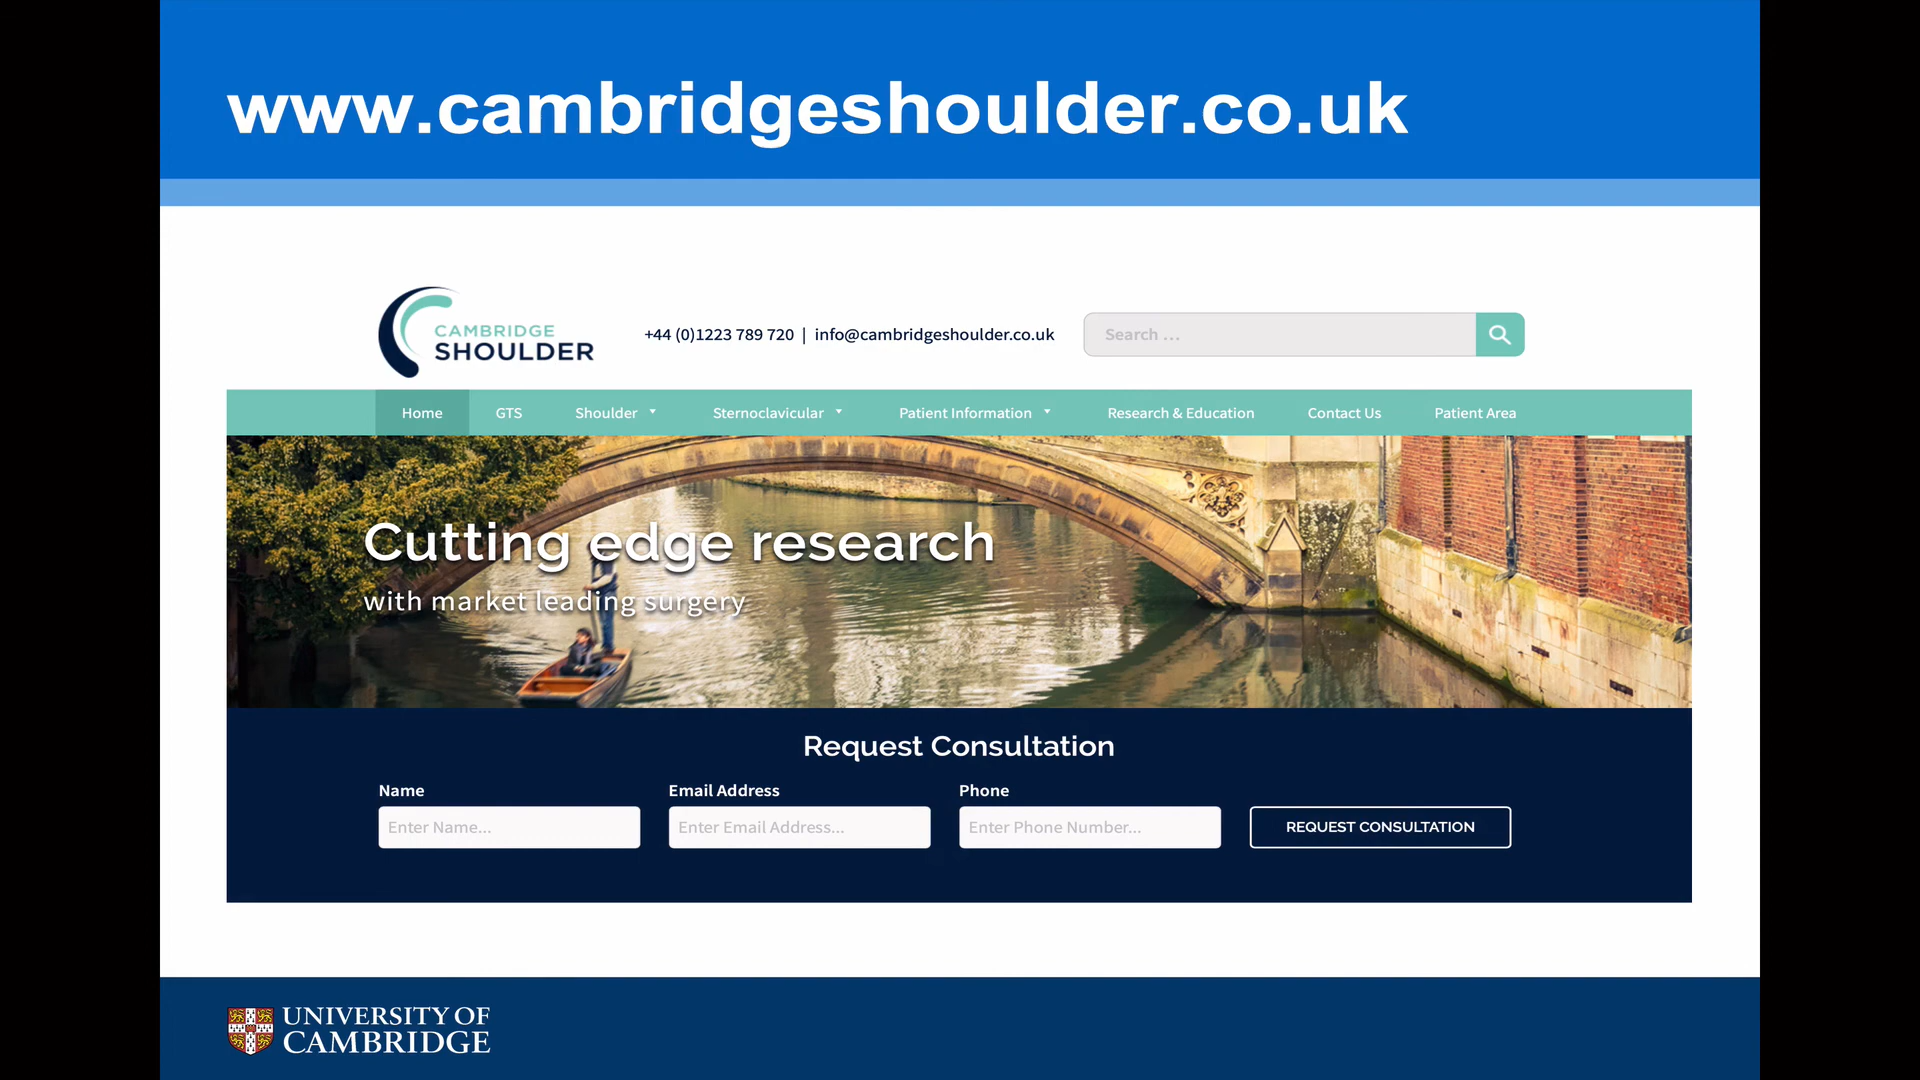 www.cambridgeshoulder.co.uk
CAMBRIDGE
SHOULDER
+44 (0)1223 789 720 | info@cambridgeshoulder.co.uk
Search ...
Home GTS Shoulder Sternoclavicular Patient Information Research & Education Contact Us Patient Area
Cutting edge research
with market leading surgery
Request Consultation
Name Email Address Phone
Enter Name... Enter Email Address... Enter Phone Number... REQUEST CONSULTATION
UNIVERSITY OF
CAMBRIDGE